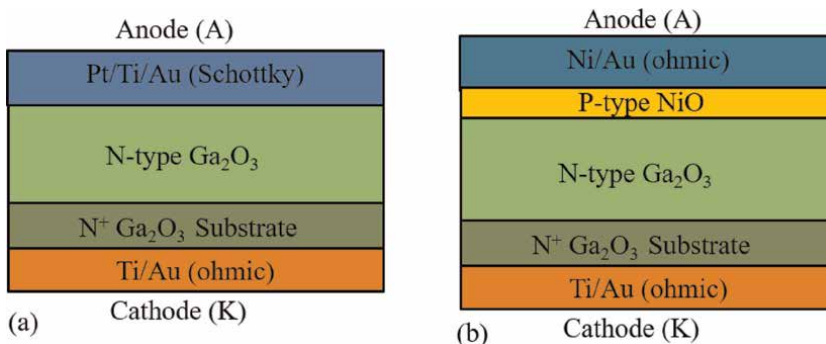 Anode (A)
Pt/Ti/Au (Schottky)
N-type Ga₂O₃
N⁺ Ga₂O₃ Substrate
Ti/Au (ohmic)
Cathode (K)
(a)
Anode (A)
Ni/Au (ohmic)
P-type NiO
N-type Ga₂O₃
N⁺ Ga₂O₃ Substrate
Ti/Au (ohmic)
Cathode (K)
(b)